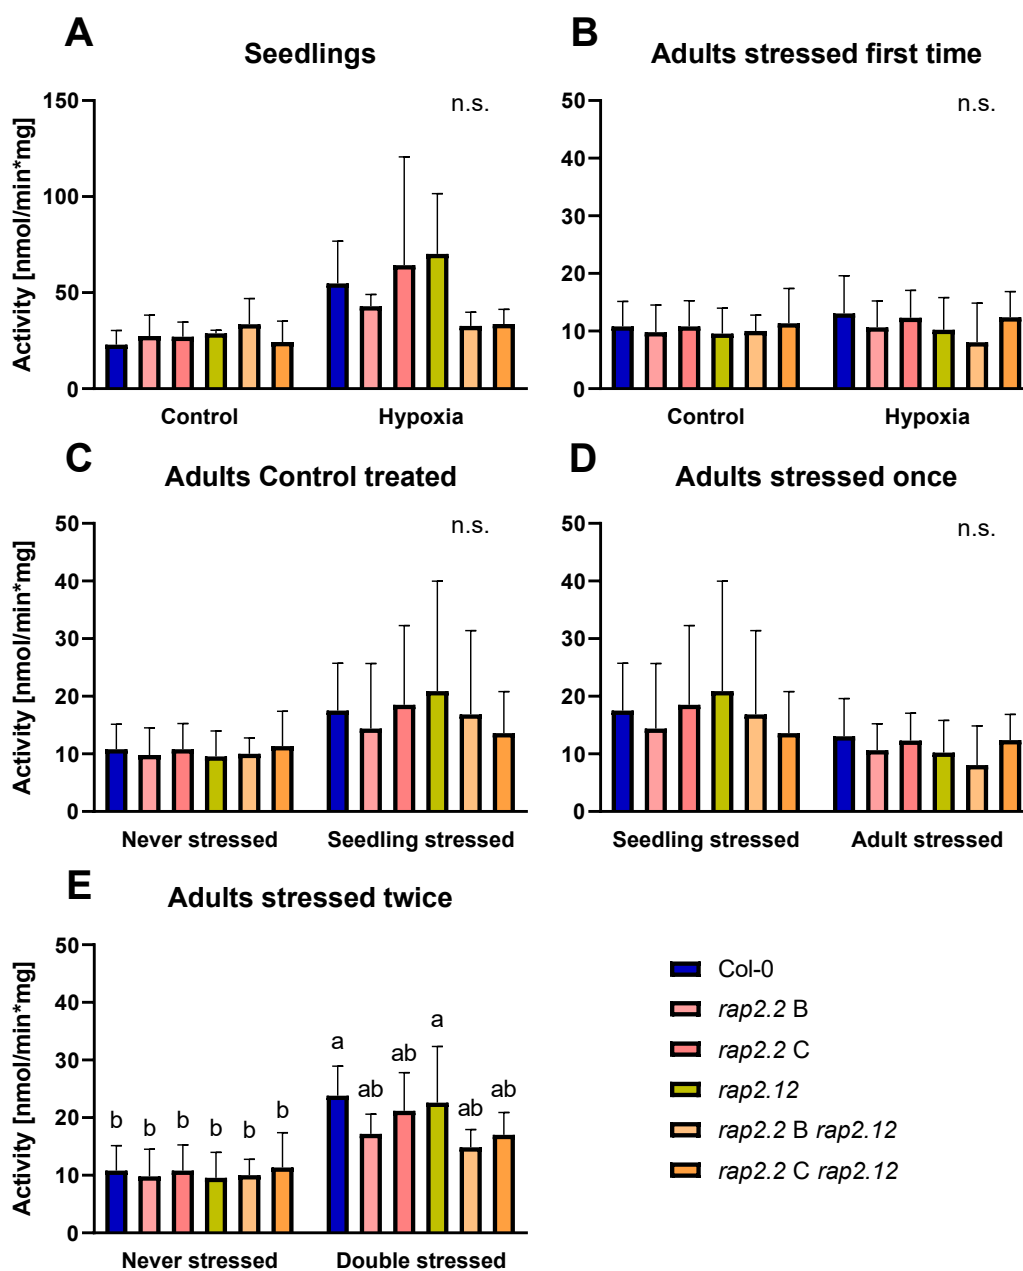 A
Seedlings
Activity [nmol/min*mg]
150
100
50
0
n.s.
Control
Hypoxia
B
Adults stressed first time
50
40
30
20
10
0
n.s.
Control
Hypoxia
C
Adults Control treated
Activity [nmol/min*mg]
50
40
30
20
10
0
n.s.
Never stressed
Seedling stressed
D
Adults stressed once
50
40
30
20
10
0
n.s.
Seedling stressed
Adult stressed
E
Adults stressed twice
Activity [nmol/min*mg]
50
40
30
20
10
0
b b b b b b a ab ab a ab ab
Never stressed
Double stressed
Col-0
rap2.2 B
rap2.2 C
rap2.12
rap2.2 B rap2.12
rap2.2 C rap2.12